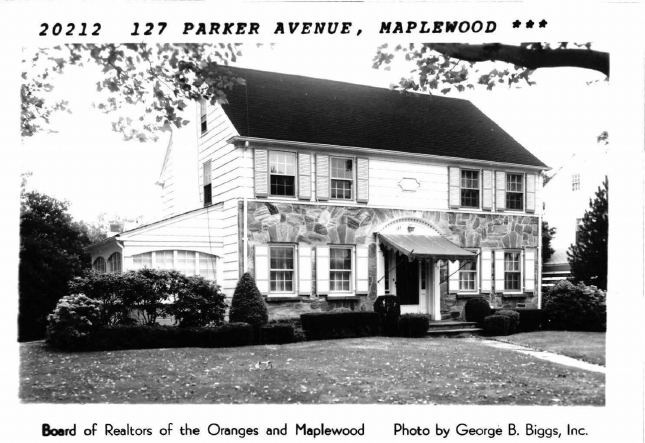 20212 127 PARKER AVENUE, MAPLEWOOD ***
Board of Realtors of the Oranges and Maplewood Photo by George B. Biggs, Inc.